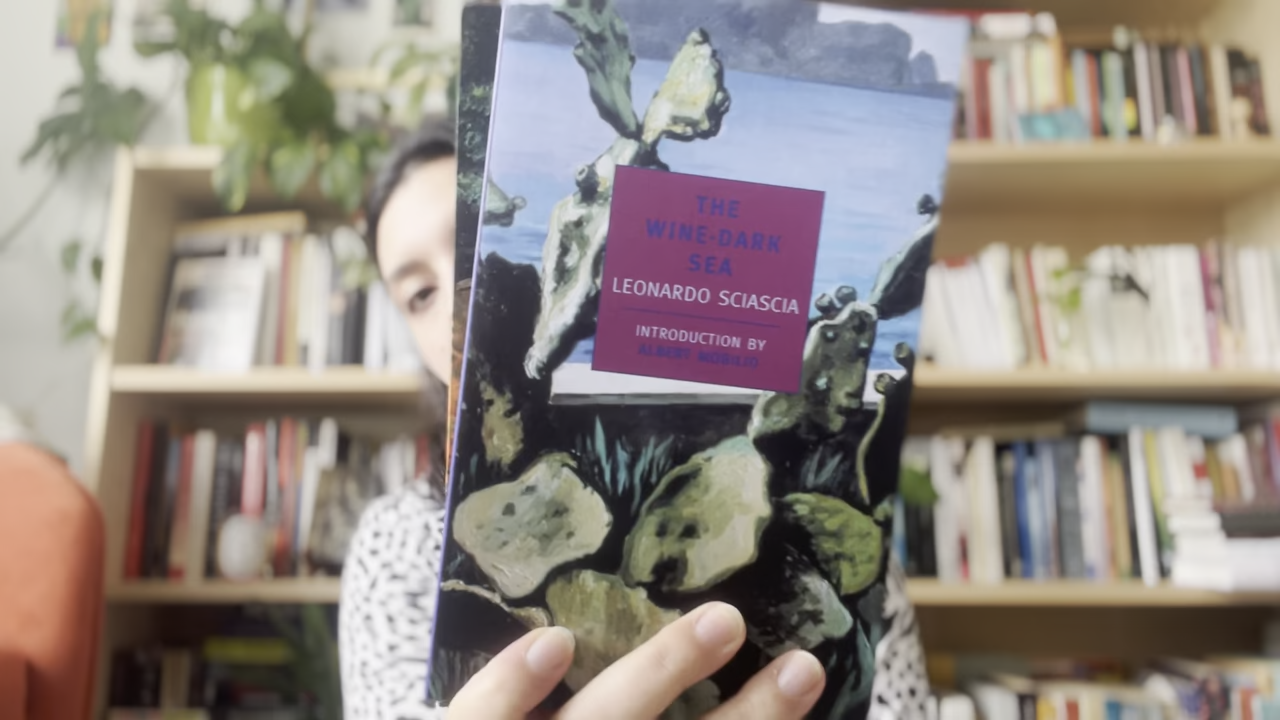 THE
WINE-DARK
SEA
LEONARDO SCIASCIA
INTRODUCTION BY
ALBERT MOBILIO